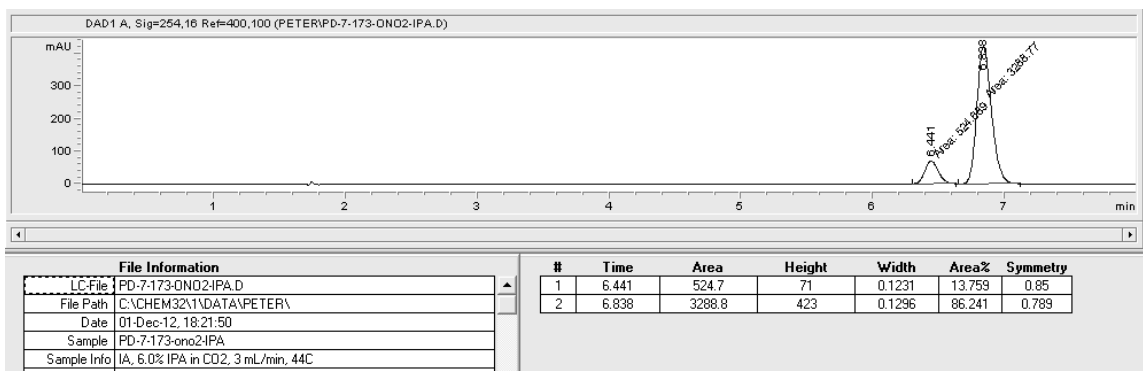 DAD1 A, Sig=254,16 Ref=400,100 (PETER\PD-7-173-ONO2-IPA.D)
mAU
300
200
100
0
6.441
Area: 524.669
6.838
Area: 3288.77
1 2 3 4 5 6 7 min
File Information
LC-File PD-7-173-ONO2-IPA.D
File Path C:\CHEM32\1\DATA\PETER\
Date 01-Dec-12, 18:21:50
Sample PD-7-173-ono2-IPA
Sample Info IA, 6.0% IPA in CO2, 3 mL/min, 44C
# Time Area Height Width Area% Symmetry
1 6.441 524.7 71 0.1231 13.759 0.85
2 6.838 3288.8 423 0.1296 86.241 0.789